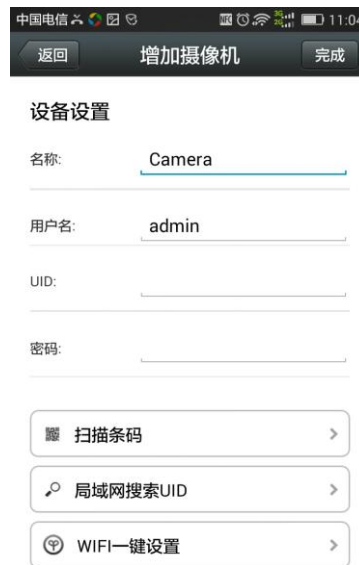 中国电信 11:04
返回 增加摄像机 完成
设备设置
名称: Camera
用户名: admin
UID:
密码:
扫描条码
局域网搜索UID
WIFI一键设置